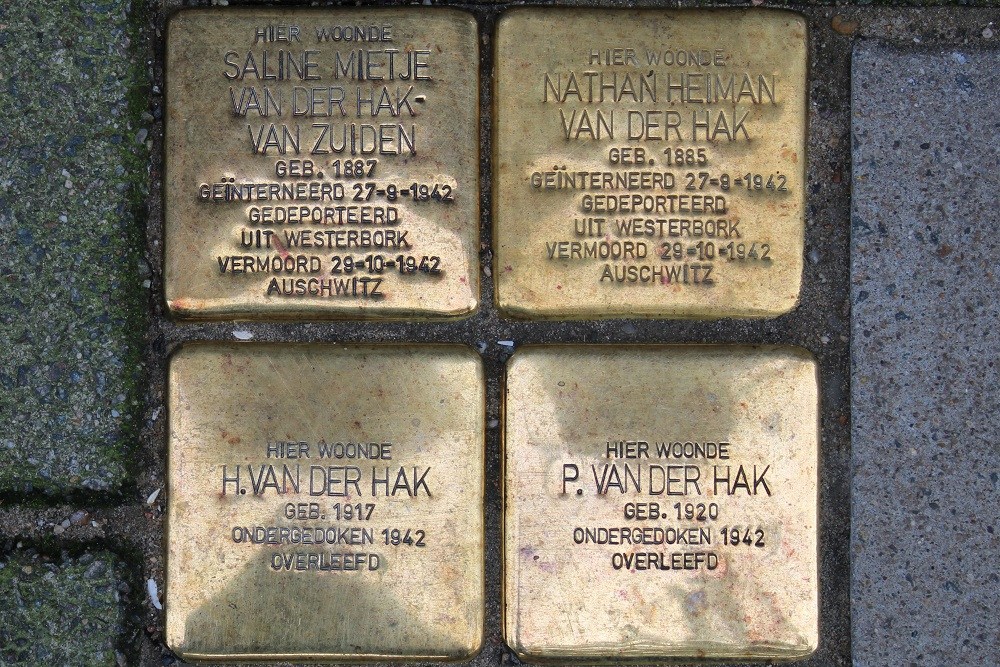 HIER WOONDE
SALINE MIETJE
VAN DER HAK-
VAN ZUIDEN
GEB. 1887
GEÏNTERNEERD 27-9-1942
GEDEPORTEERD
UIT WESTERBORK
VERMOORD 29-10-1942
AUSCHWITZ
HIER WOONDE
NATHAN HEIMAN
VAN DER HAK
GEB. 1885
GEÏNTERNEERD 27-9-1942
GEDEPORTEERD
UIT WESTERBORK
VERMOORD 29-10-1942
AUSCHWITZ
HIER WOONDE
H.VAN DER HAK
GEB. 1917
ONDERGEDOKEN 1942
OVERLEEFD
HIER WOONDE
P. VAN DER HAK
GEB. 1920
ONDERGEDOKEN 1942
OVERLEEFD